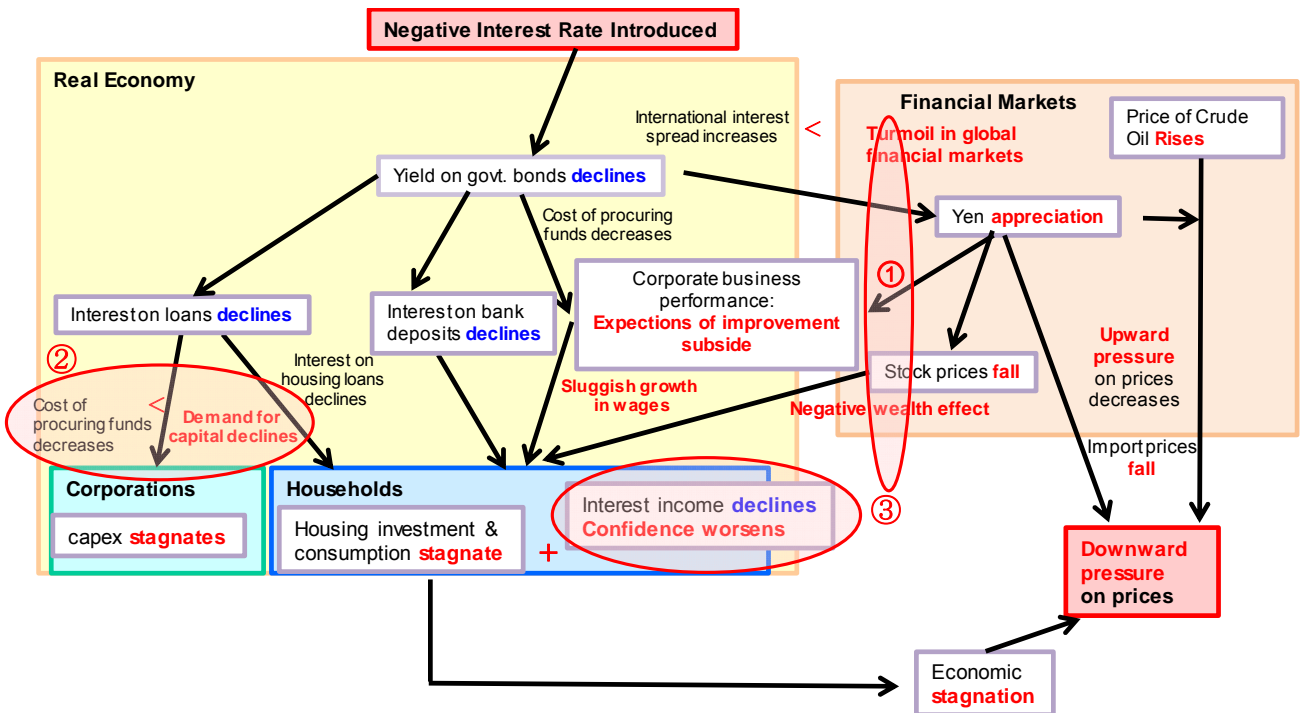 Negative Interest Rate Introduced
Real Economy
Financial Markets
International interest
spread increases
<
Turmoil in global
financial markets
Price of Crude
Oil Rises
Yield on govt. bonds declines
Cost of procuring
funds decreases
Yen appreciation
①
Corporate business
performance:
Expections of improvement
subside
Interest on loans declines
Interest on bank
deposits declines
Upward
pressure
on prices
decreases
②
Interest on
housing loans
declines
Sluggish growth
in wages
Stock prices fall
Negative wealth effect
Cost of
procuring funds
decreases
<
Demand for
capital declines
Import prices
fall
Corporations
capex stagnates
Households
Housing investment &
consumption stagnate
+
Interest income declines
Confidence worsens
③
Downward
pressure
on prices
Economic
stagnation